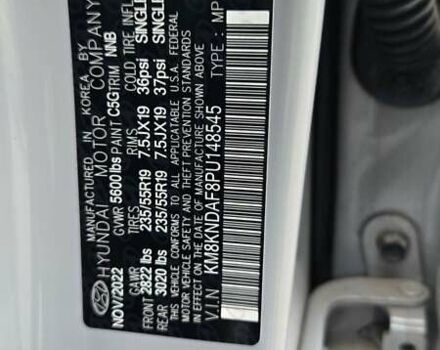 MANUFACTURED IN KOREA BY
HYUNDAI MOTOR COMPANY
NOV/2022 GVWR 5600 lbs PAINT C5G TRIM NNB
GAWR TIRES RIMS COLD TIRE INFL
FRONT 2822 lbs 235/55R19 7.5JX19 36psi SINGLE
REAR 3020 lbs 235/55R19 7.5JX19 37psi SINGLE
THIS VEHICLE CONFORMS TO ALL APPLICABLE U.S.A. FEDERAL
MOTOR VEHICLE SAFETY AND THEFT PREVENTION STANDARDS
IN EFFECT ON THE DATE OF MANUFACTURE SHOWN ABOVE.
V.I.N : KM8KNDAF8PU148545 TYPE : MP